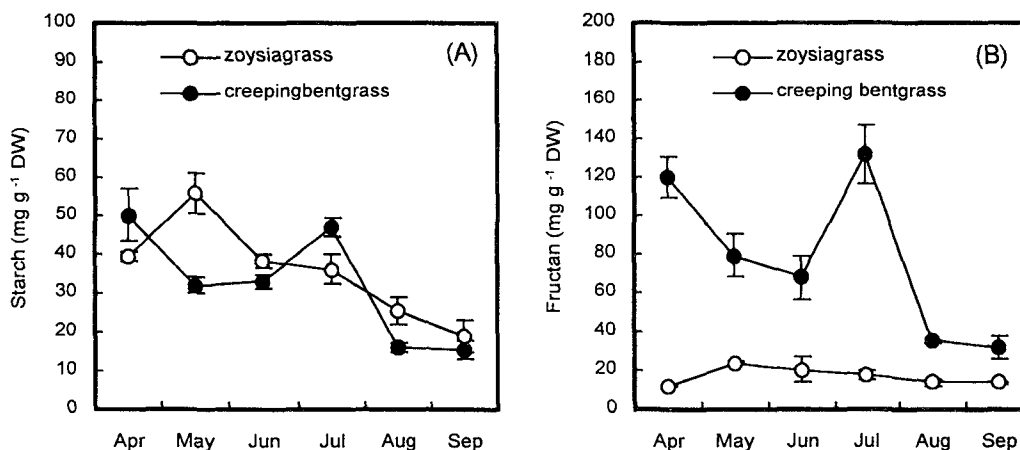 100
90
80
70
60
50
40
30
20
10
0
Starch (mg g -1 DW)
zoysiagrass
creepingbentgrass
(A)
Apr May Jun Jul Aug Sep
200
180
160
140
120
100
80
60
40
20
0
Fructan (mg g -1 DW)
zoysiagrass
creeping bentgrass
(B)
Apr May Jun Jul Aug Sep